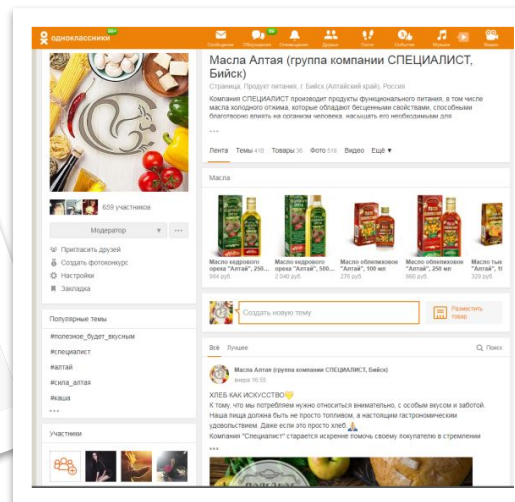 одноклассники
Сообщения Обсуждения Оповещения Друзья Гости События Музыка Видео
Масла Алтая (группа компании СПЕЦИАЛИСТ,
Бийск)
Страница, Продукт питания, г. Бийск (Алтайский край), Россия
Компания СПЕЦИАЛИСТ производит продукты функционального питания, в том числе
масла холодного отжима, которые обладают бесценными свойствами, способными
благотворно влиять на организм человека, насыщать его необходимыми для
...
Лента Темы 410 Товары 36 Фото 516 Видео Ещё ▼
Масла
Масло кедрового ореха "Алтай", 250...
984 руб.
Масло кедрового ореха "Алтай", 500...
2 040 руб.
Масло облепиховое "Алтай", 100 мл
276 руб.
Масло облепиховое "Алтай", 250 мл
660 руб.
Масло "Алтай",
329 руб.
659 участников
Модератор ▼ ...
Пригласить друзей
Создать фотоконкурс
Настройки
Закладка
Популярные темы
#полезное_будет_вкусным
#специалист
#алтай
#сила_алтая
#каша
...
Участники
Создать новую тему
Разместить
товар
Всё Лучшее Поиск
Масла Алтая (группа компании СПЕЦИАЛИСТ, Бийск)
вчера 16:55
ХЛЕБ КАК ИСКУССТВО
К тому, что мы потребляем нужно относиться внимательно, с особым вкусом и заботой.
Наша пища должна быть не просто топливом, а настоящим гастрономическим
удовольствием. Даже если это просто хлеб.
Компания "Специалист" старается искренне помочь своему покупателю в стремлении
...